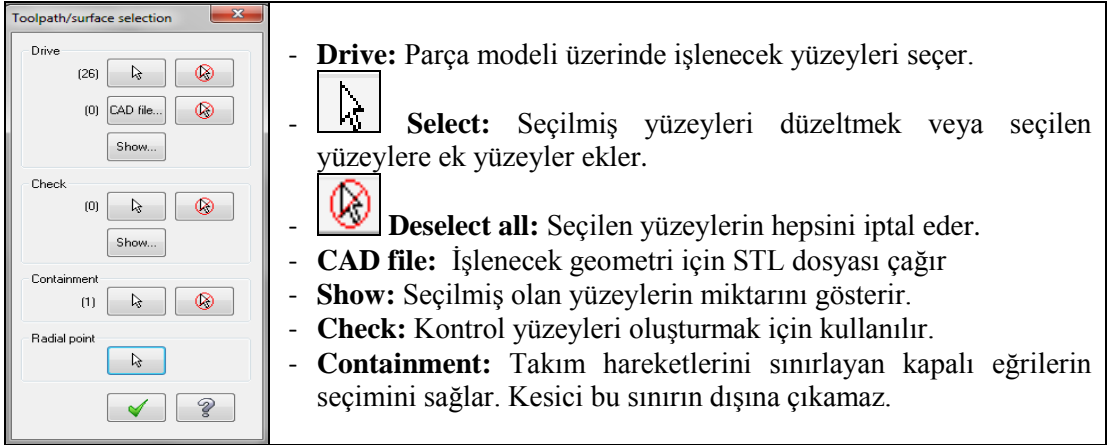 Toolpath/surface selection
Drive
(26)
(0) CAD file...
Show...
Check
(0)
Show...
Containment
(1)
Radial point
- Drive: Parça modeli üzerinde işlenecek yüzeyleri seçer.
- Select: Seçilmiş yüzeyleri düzeltmek veya seçilen
yüzeylere ek yüzeyler ekler.
- Deselect all: Seçilen yüzeylerin hepsini iptal eder.
- CAD file: İşlenecek geometri için STL dosyası çağır
- Show: Seçilmiş olan yüzeylerin miktarını gösterir.
- Check: Kontrol yüzeyleri oluşturmak için kullanılır.
- Containment: Takım hareketlerini sınırlayan kapalı eğrilerin
seçimini sağlar. Kesici bu sınırın dışına çıkamaz.